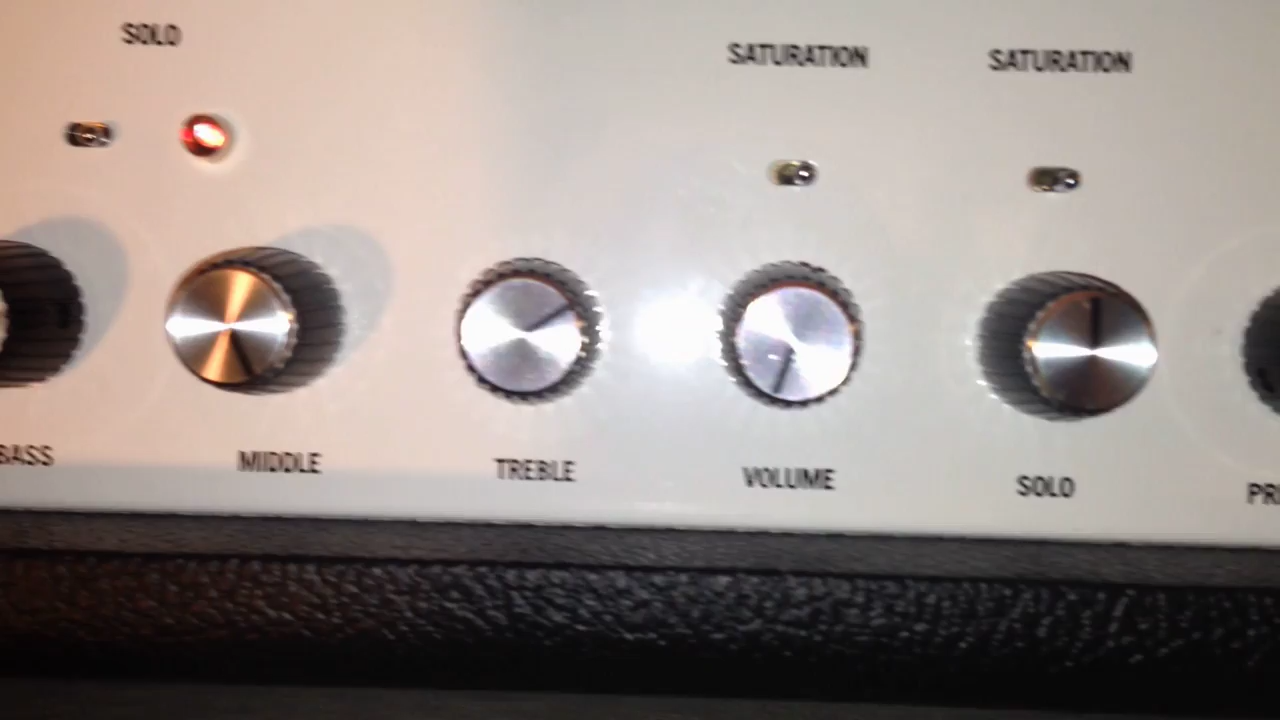 SOLO
SATURATION
SATURATION
BASS
MIDDLE
TREBLE
VOLUME
SOLO